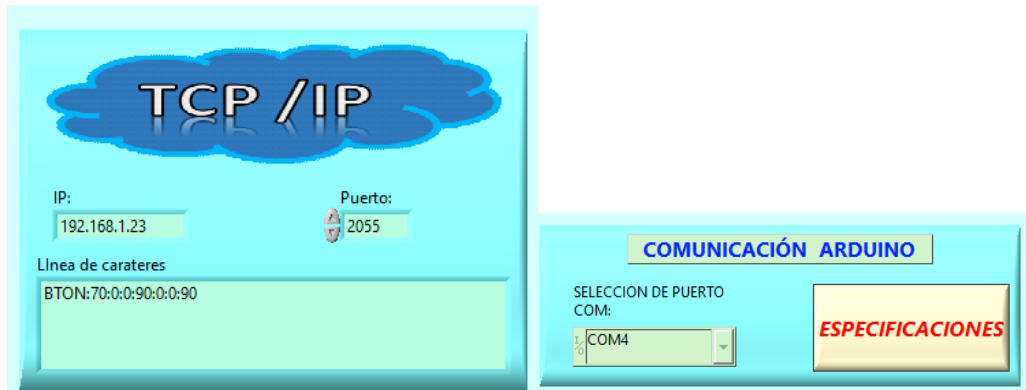 TCP /IP
IP:
Puerto:
192.168.1.23
2055
LInea de carateres
BTON:70:0:0:90:0:0:90
COMUNICACIÓN ARDUINO
SELECCION DE PUERTO
COM:
I/O
COM4
ESPECIFICACIONES